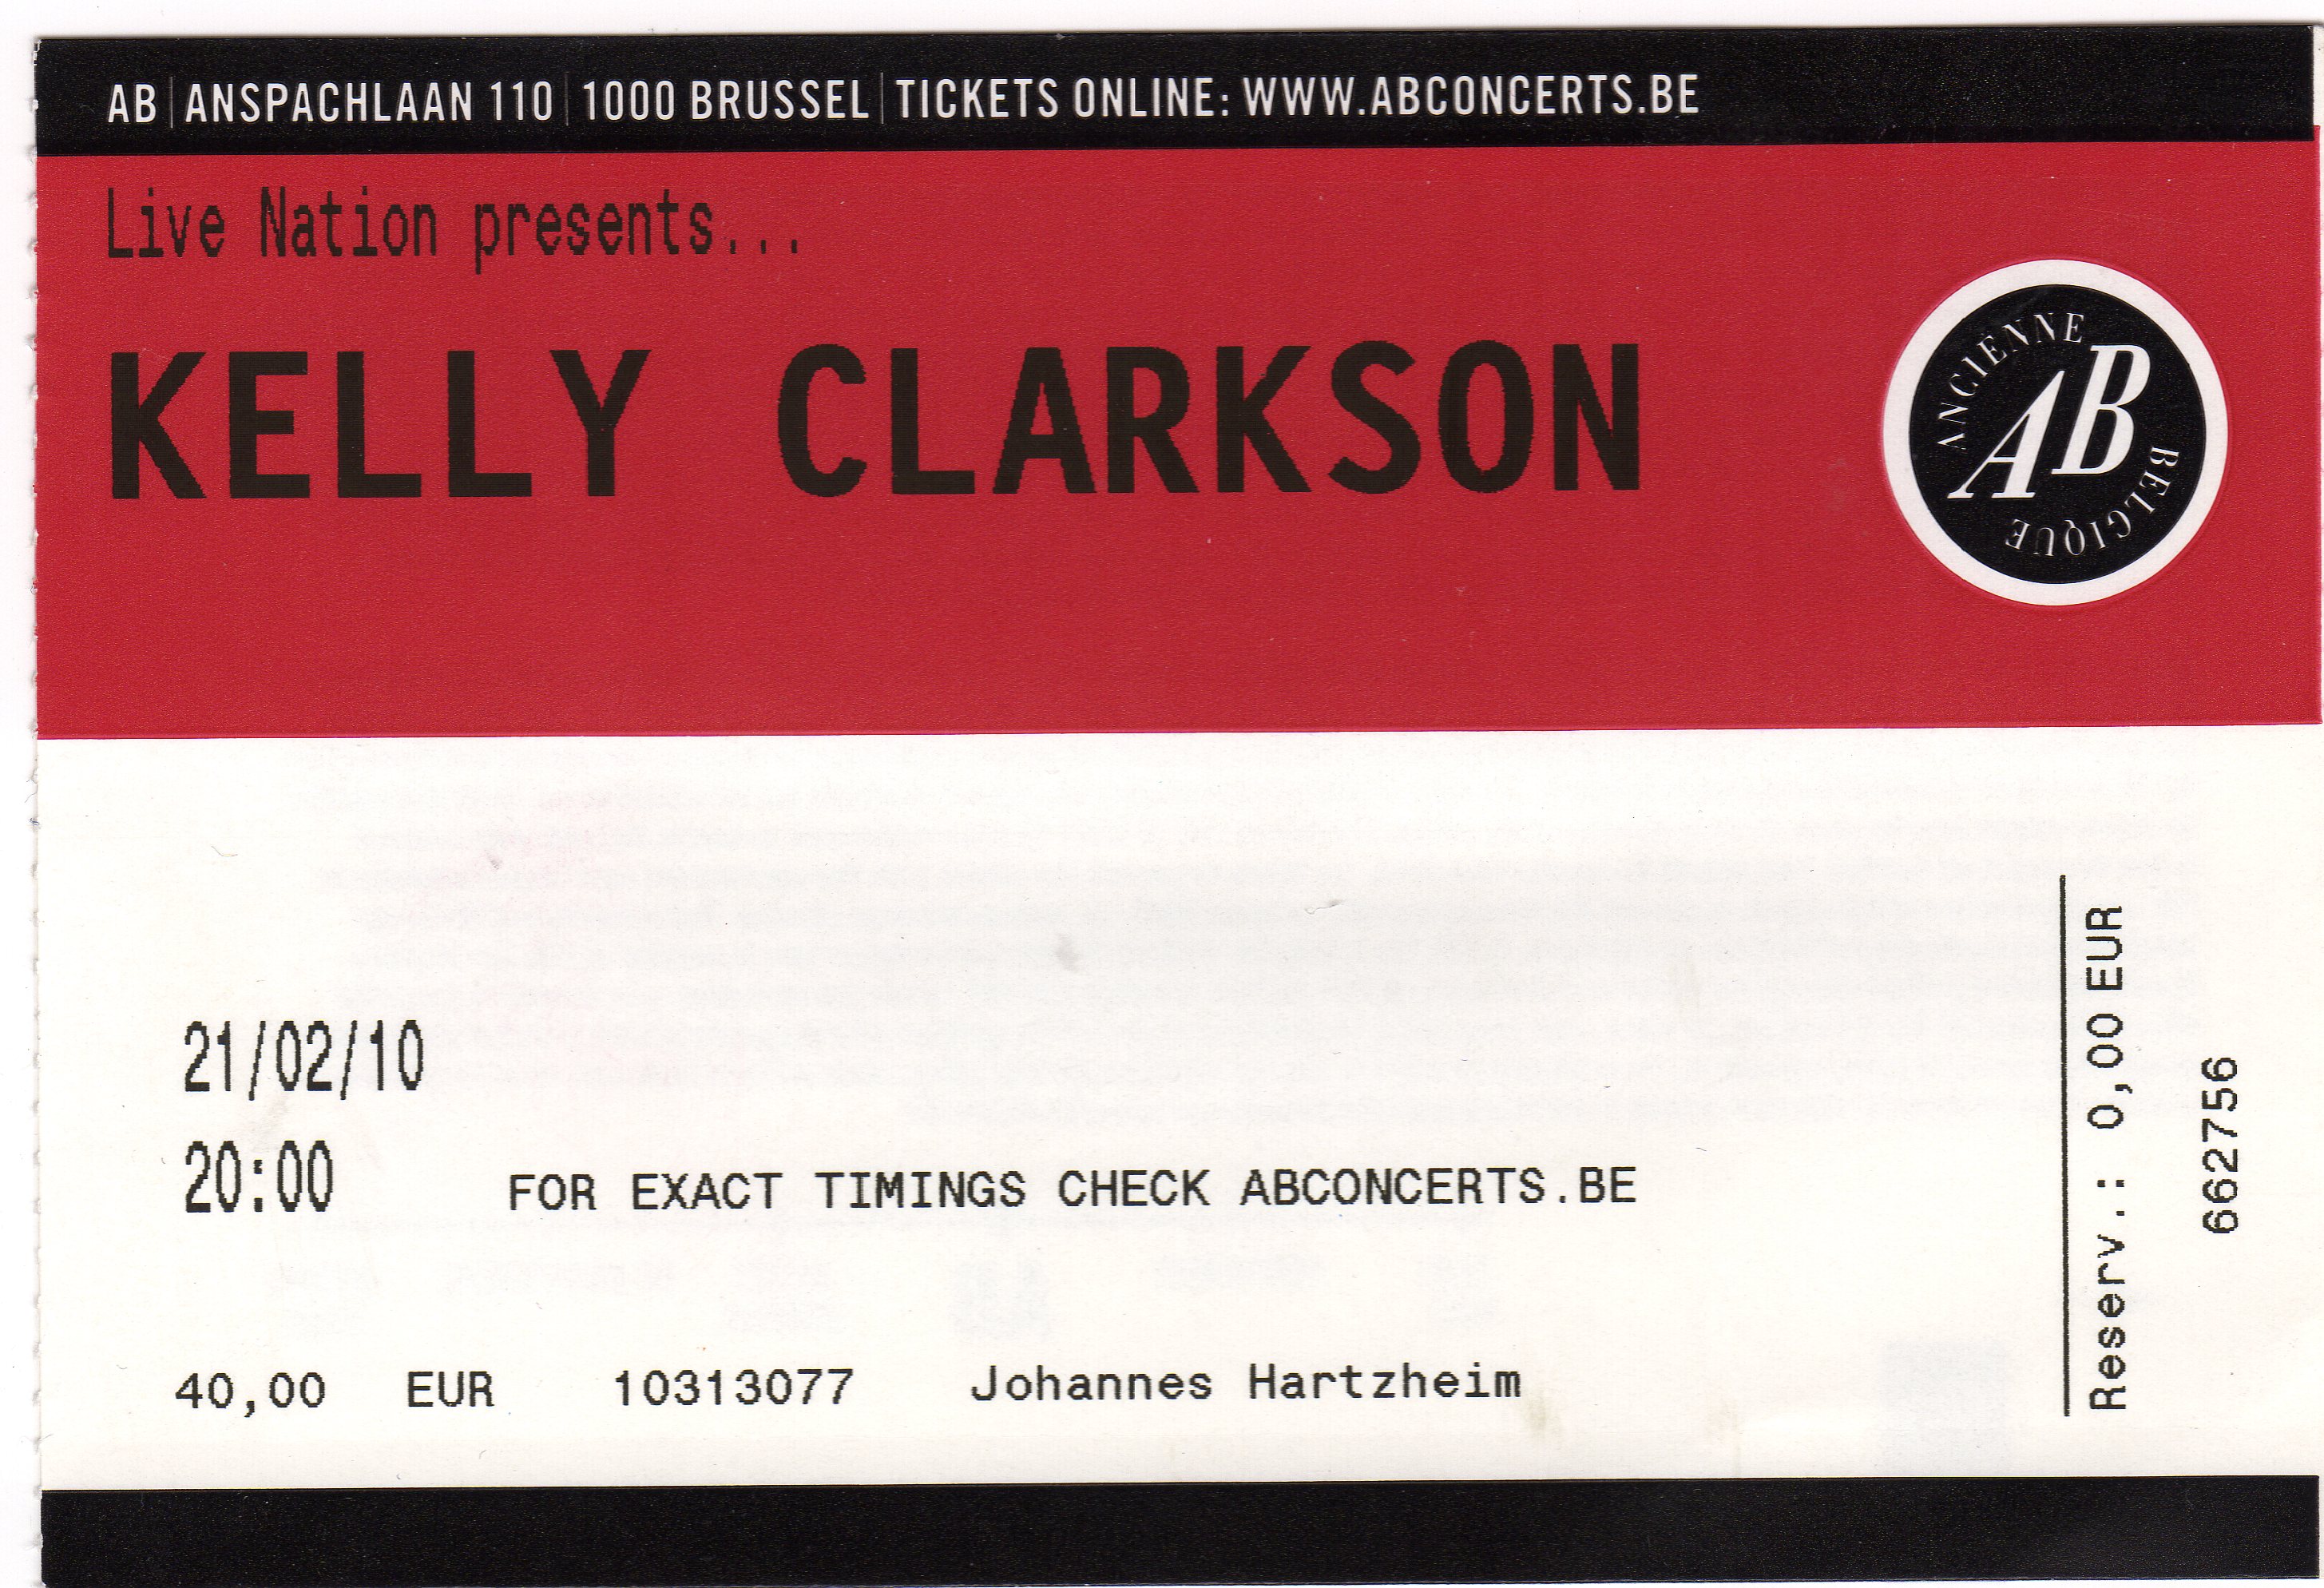 AB | ANSPACHLAAN 110 | 1000 BRUSSEL | TICKETS ONLINE: WWW.ABCONCERTS.BE
Live Nation presents...
KELLY CLARKSON
ANCIENNE BELGIQUE
AB
21/02/10
20:00 FOR EXACT TIMINGS CHECK ABCONCERTS.BE
40,00 EUR 10313077 Johannes Hartzheim
Reserv.: 0,00 EUR
662756